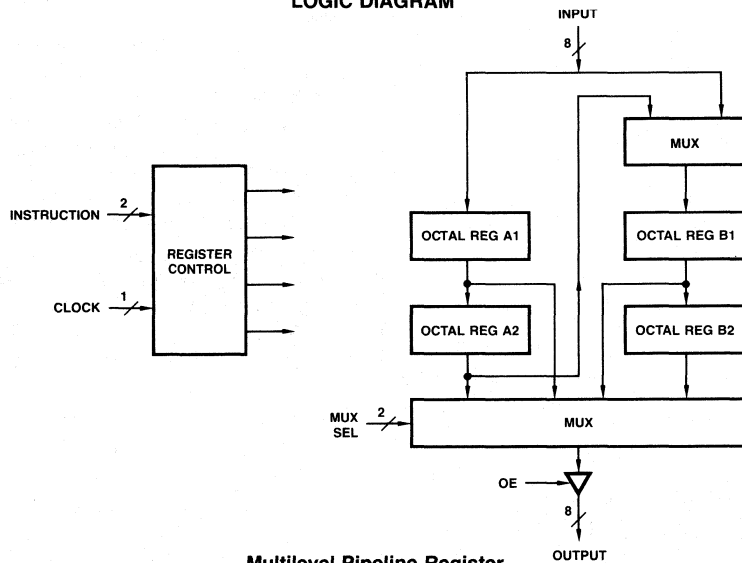 LOGIC DIAGRAM
INPUT
8
MUX
INSTRUCTION
2
REGISTER
CONTROL
CLOCK
1
OCTAL REG A1
OCTAL REG B1
OCTAL REG A2
OCTAL REG B2
MUX
SEL
2
MUX
OE
8
OUTPUT
Multilevel Pipeline Register